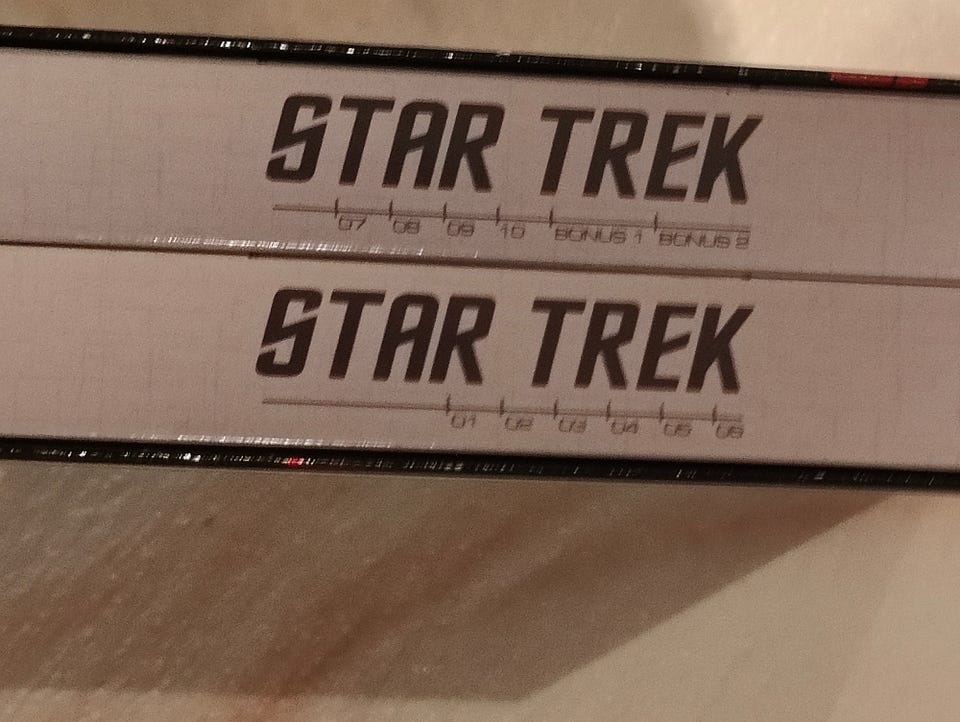 STAR TREK
07 08 09 10 BONUS 1 BONUS 2
STAR TREK
01 02 03 04 05 06